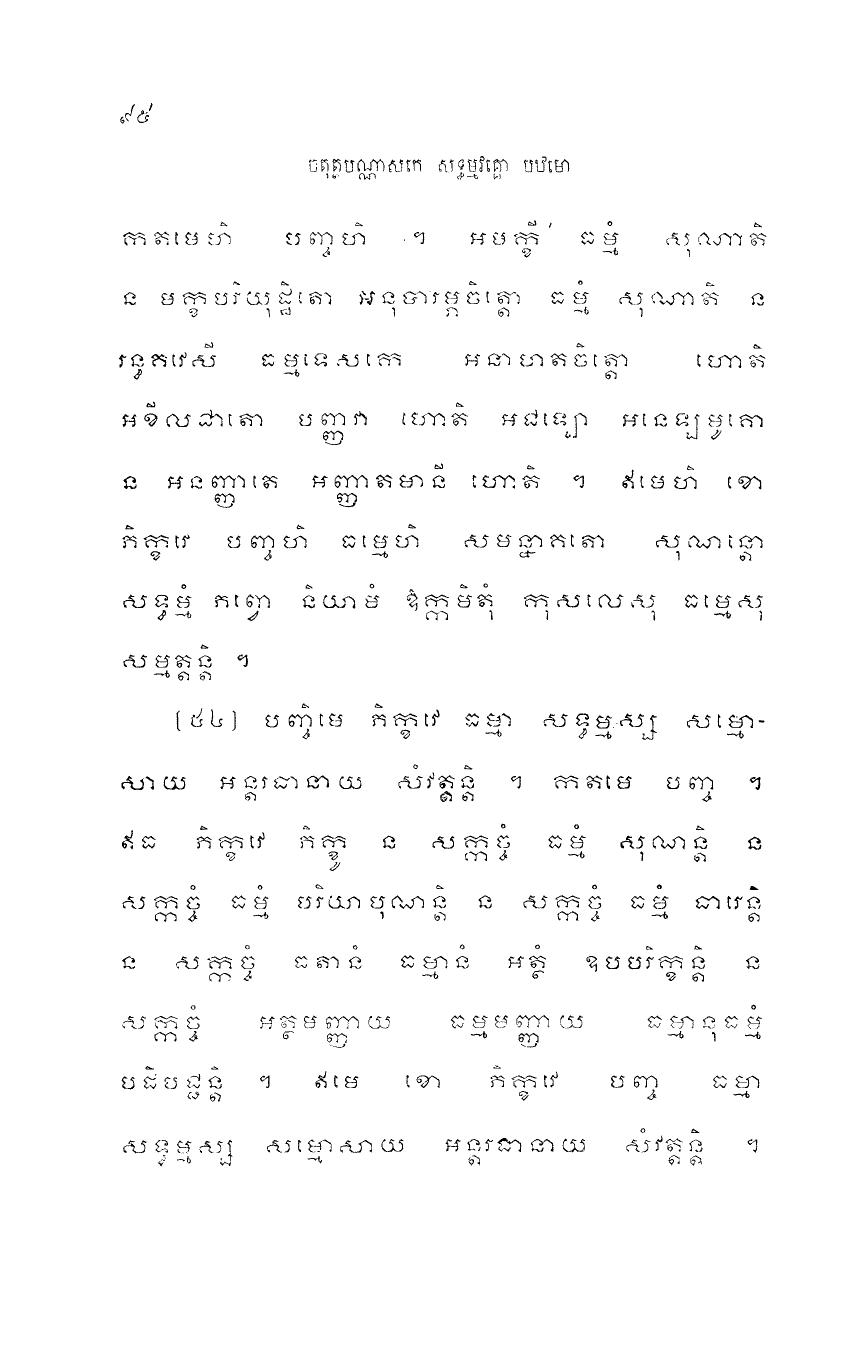 ៩៥
ចតុត្ថបណ្ណាសកេ សទ្ធម្មវគ្គោ បឋមោ
កតមេហិ បញ្ចហិ ។ អមក្ខី ធម្មំ សុណាតិ
ន មក្ខបរិយុដ្ឋិតោ អនុបារម្ភចិត្តោ ធម្មំ សុណាតិ ន
រន្ធគវេសី ធម្មទេសកេ អនាហតចិត្តោ ហោតិ
អខីលជាតោ បញ្ញវា ហោតិ អជឡោ អនេឡមូគោ
ន អនញ្ញាតេ អញ្ញាតមានី ហោតិ ។ ឥមេហិ ខោ
ភិក្ខវេ បញ្ចហិ ធម្មេហិ សមន្នាគតោ សុណន្តោ
សទ្ធម្មំ ភព្វោ និយាមំ ឱក្កមិតុំ កុសលេសុ ធម្មេសុ
សម្មត្តន្តិ ។
(៥៤) បញ្ចិមេ ភិក្ខវេ ធម្មា សទ្ធម្មស្ស សម្មោ-
សាយ អន្តរធានាយ សំវត្តន្តិ ។ កតមេ បញ្ច ។
ឥធ ភិក្ខវេ ភិក្ខូ ន សក្កច្ចំ ធម្មំ សុណន្តិ ន
សក្កច្ចំ ធម្មំ បរិយាបុណន្តិ ន សក្កច្ចំ ធម្មំ ធារេន្តិ
ន សក្កច្ចំ ធតានំ ធម្មានំ អត្ថំ ឧបបរិក្ខន្តិ ន
សក្កច្ចំ អត្ថមញ្ញាយ ធម្មមញ្ញាយ ធម្មានុធម្មំ
បដិបជ្ជន្តិ ។ ឥមេ ខោ ភិក្ខវេ បញ្ច ធម្មា
សទ្ធម្មស្ស សម្មោសាយ អន្តរធានាយ សំវត្តន្តិ ។